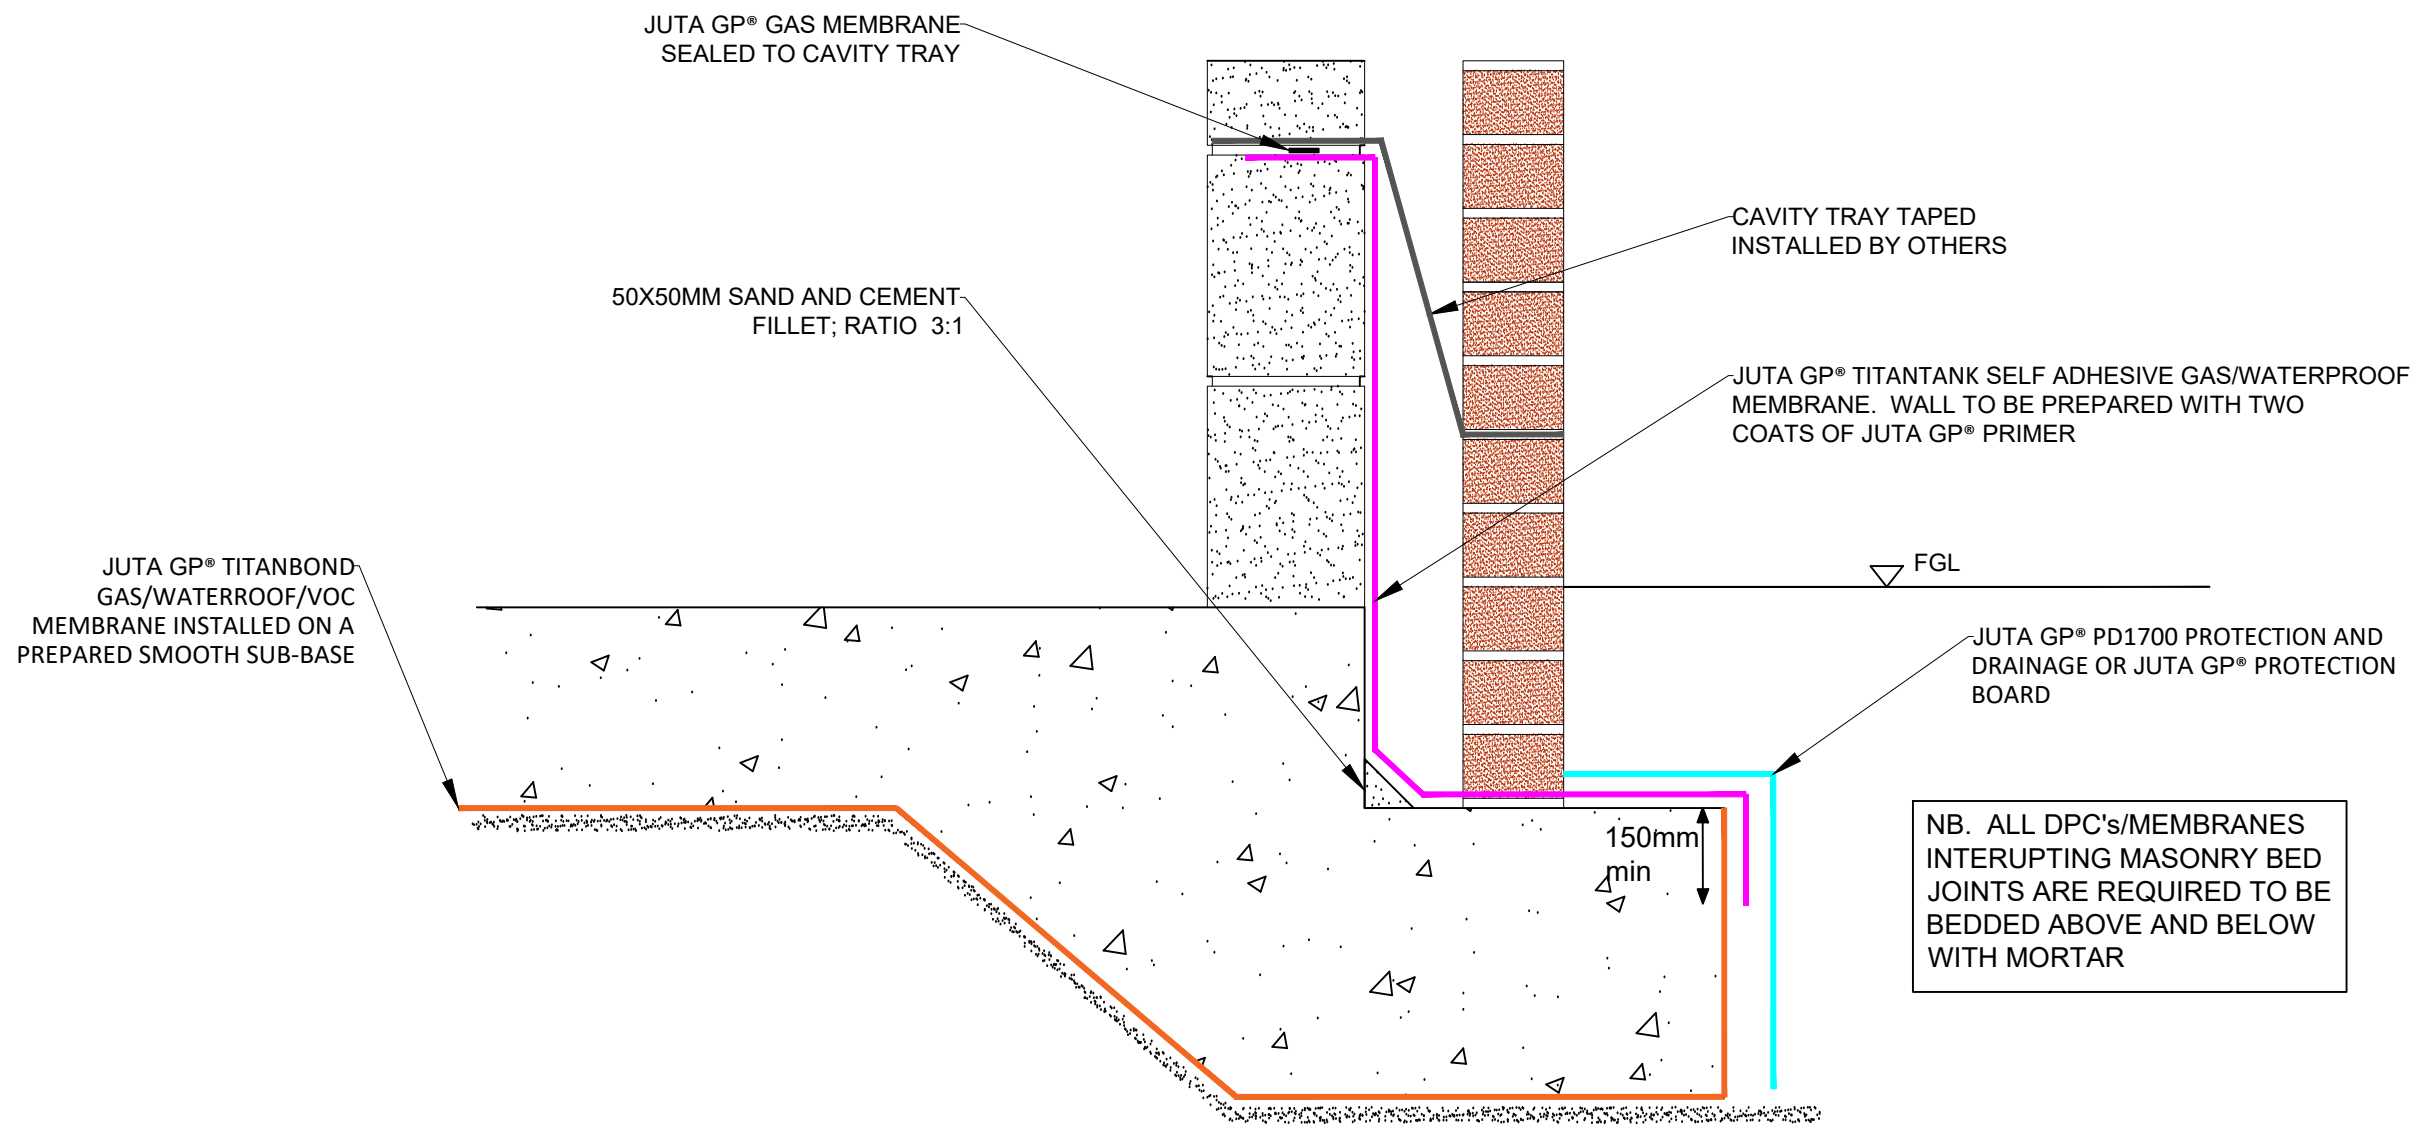 JUTA GP® GAS MEMBRANE
SEALED TO CAVITY TRAY
CAVITY TRAY TAPED
INSTALLED BY OTHERS
50X50MM SAND AND CEMENT
FILLET; RATIO 3:1
JUTA GP® TITANTANK SELF ADHESIVE GAS/WATERPROOF
MEMBRANE. WALL TO BE PREPARED WITH TWO
COATS OF JUTA GP® PRIMER
JUTA GP® TITANBOND
GAS/WATERROOF/VOC
MEMBRANE INSTALLED ON A
PREPARED SMOOTH SUB-BASE
FGL
JUTA GP® PD1700 PROTECTION AND
DRAINAGE OR JUTA GP® PROTECTION
BOARD
150mm
min
NB. ALL DPC's/MEMBRANES
INTERUPTING MASONRY BED
JOINTS ARE REQUIRED TO BE
BEDDED ABOVE AND BELOW
WITH MORTAR